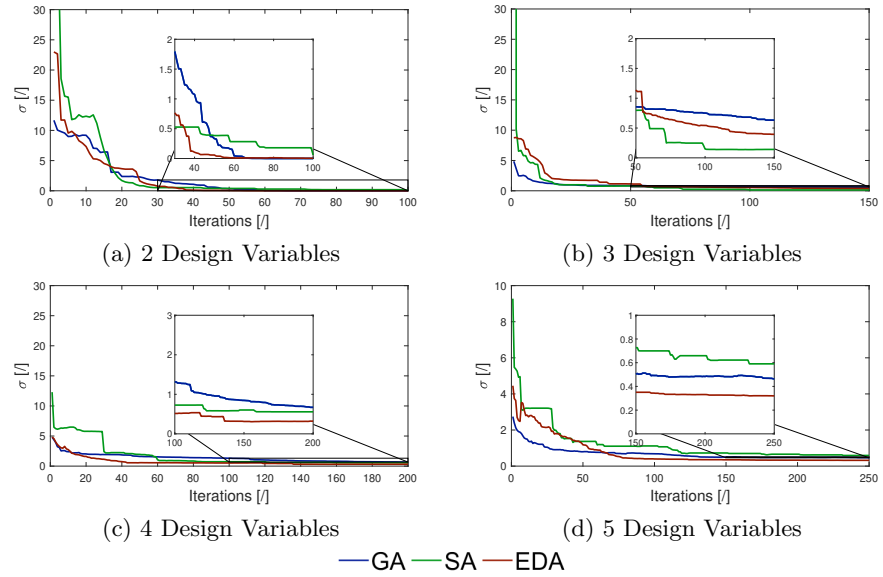 30
25
20
15
10
5
0
σ [/]
0 10 20 30 40 50 60 70 80 90 100
Iterations [/]
2
1.5
1
0.5
0
40 60 80 100
(a) 2 Design Variables
30
25
20
15
10
5
0
σ [/]
0 50 100 150
Iterations [/]
2
1.5
1
0.5
0
50 100 150
(b) 3 Design Variables
30
25
20
15
10
5
0
σ [/]
0 20 40 60 80 100 120 140 160 180 200
Iterations [/]
3
2
1
0
100 150 200
(c) 4 Design Variables
10
8
6
4
2
0
σ [/]
0 50 100 150 200 250
Iterations [/]
1
0.8
0.6
0.4
0.2
0
150 200 250
(d) 5 Design Variables
GA SA EDA